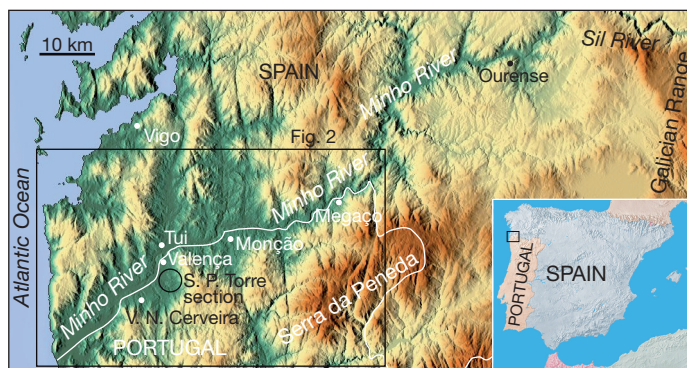 10 km
SPAIN
Sil River
Ourense
Minho River
Galician Range
Vigo
Fig. 2
Atlantic Ocean
Minho River
Megaço
Tui
Monção
Valença
Minho River
S. P. Torre
section
Serra da Peneda
V. N. Cerveira
PORTUGAL
PORTUGAL
SPAIN